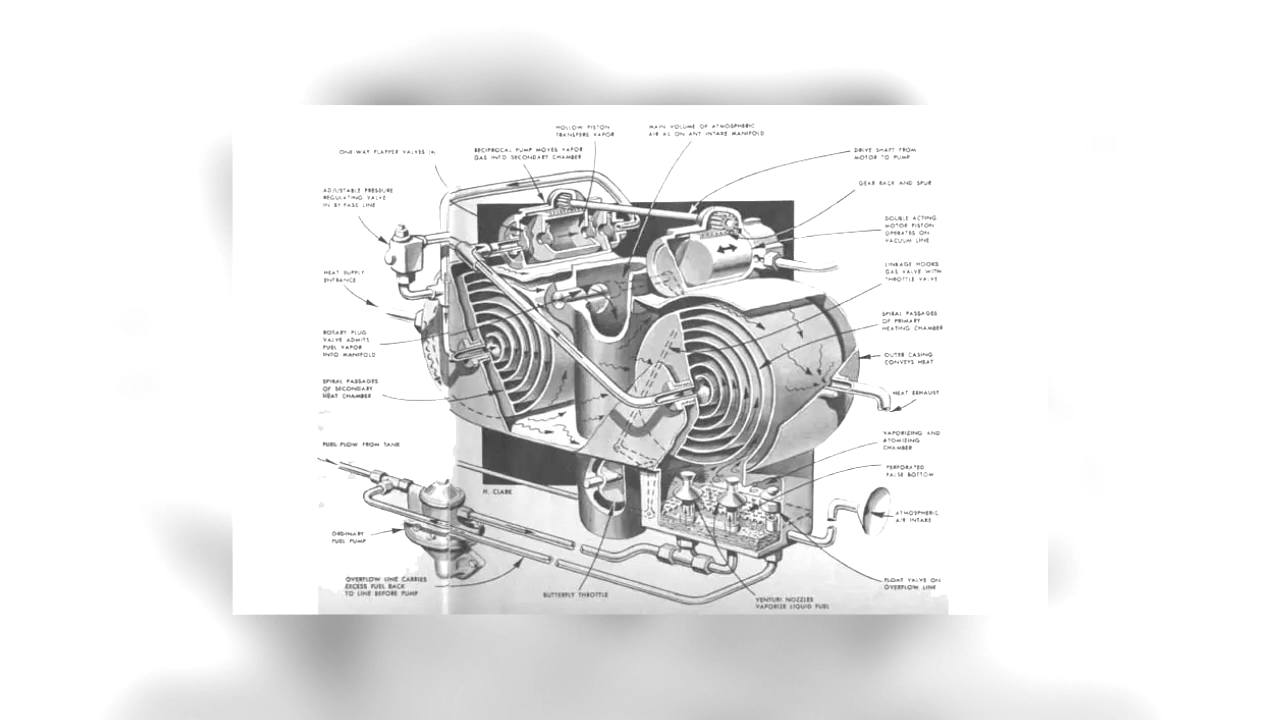 HOLLOW PISTON
TRANSFERS VAPOR
MAIN VOLUME OF ATMOSPHERIC
AIR AS ON ANY INTAKE MANIFOLD
ONE WAY FLAPPER VALVES (4)
RECIPROCAL PUMP MOVES VAPOR
GAS INTO SECONDARY CHAMBER
DRIVE SHAFT FROM
MOTOR TO PUMP
ADJUSTABLE PRESSURE
REGULATING VALVE
IN BY-PASS LINE
GEAR RACK AND SPUR
DOUBLE ACTING
MOTOR PISTON
OPERATES ON
VACUUM LINE
HEAT SUPPLY
ENTRANCE
LINKAGE HOOKS
GAS VALVE WITH
THROTTLE VALVE
SPIRAL PASSAGES
OF PRIMARY
HEATING CHAMBER
ROTARY PLUG
VALVE ADMITS
FUEL VAPOR
INTO MANIFOLD
OUTER CASING
CONVEYS HEAT
SPIRAL PASSAGES
OF SECONDARY
HEAT CHAMBER
HEAT EXHAUST
FUEL FLOW FROM TANK
VAPORIZING AND
ATOMIZING
CHAMBER
PERFORATED
FALSE BOTTOM
H. CLARK
ATMOSPHERIC
AIR INTAKE
ORDINARY
FUEL PUMP
OVERFLOW LINE CARRIES
EXCESS FUEL BACK
TO LINE BEFORE PUMP
BUTTERFLY THROTTLE
VENTURI NOZZLES
VAPORIZE LIQUID FUEL
FLOAT VALVE ON
OVERFLOW LINE